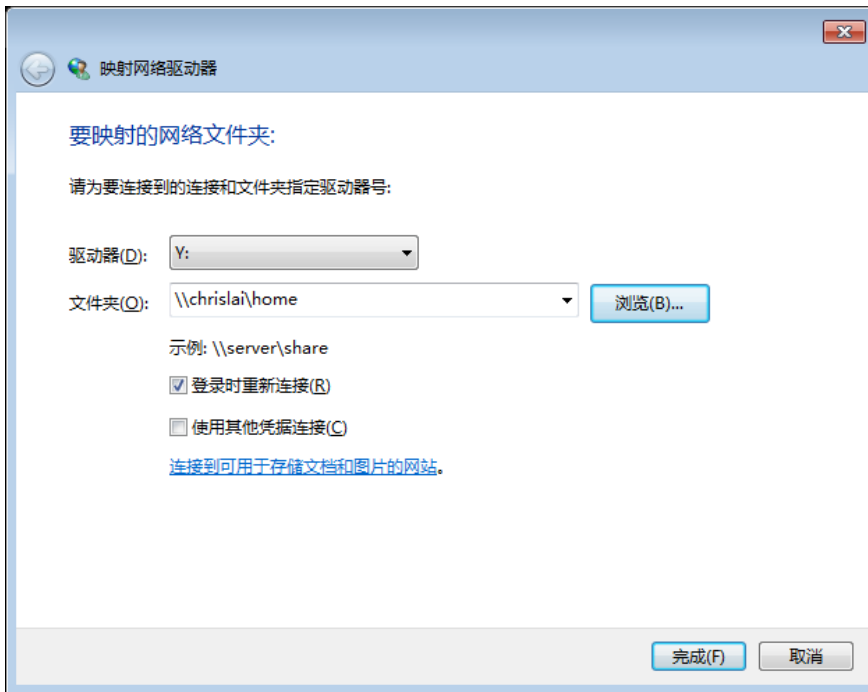 映射网络驱动器
要映射的网络文件夹:
请为要连接到的连接和文件夹指定驱动器号:
驱动器(D): Y:
文件夹(O): \\chrislai\home 浏览(B)...
示例: \\server\share
登录时重新连接(R)
使用其他凭据连接(C)
连接到可用于存储文档和图片的网站。
完成(F) 取消